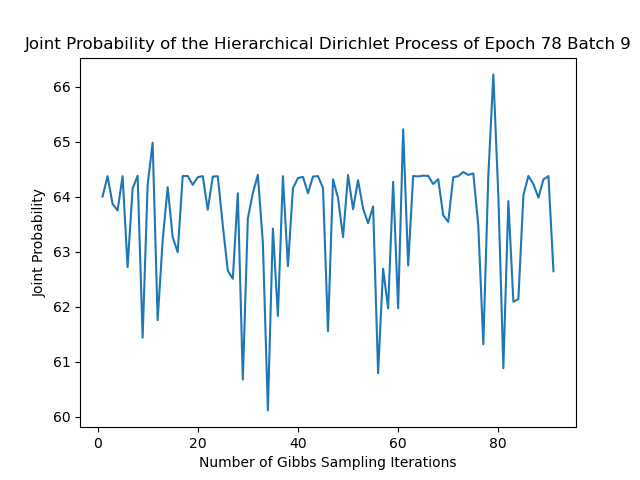 Joint Probability of the Hierarchical Dirichlet Process of Epoch 78 Batch 9
66
65
64
63
62
61
60
Joint Probability
0 20 40 60 80
Number of Gibbs Sampling Iterations